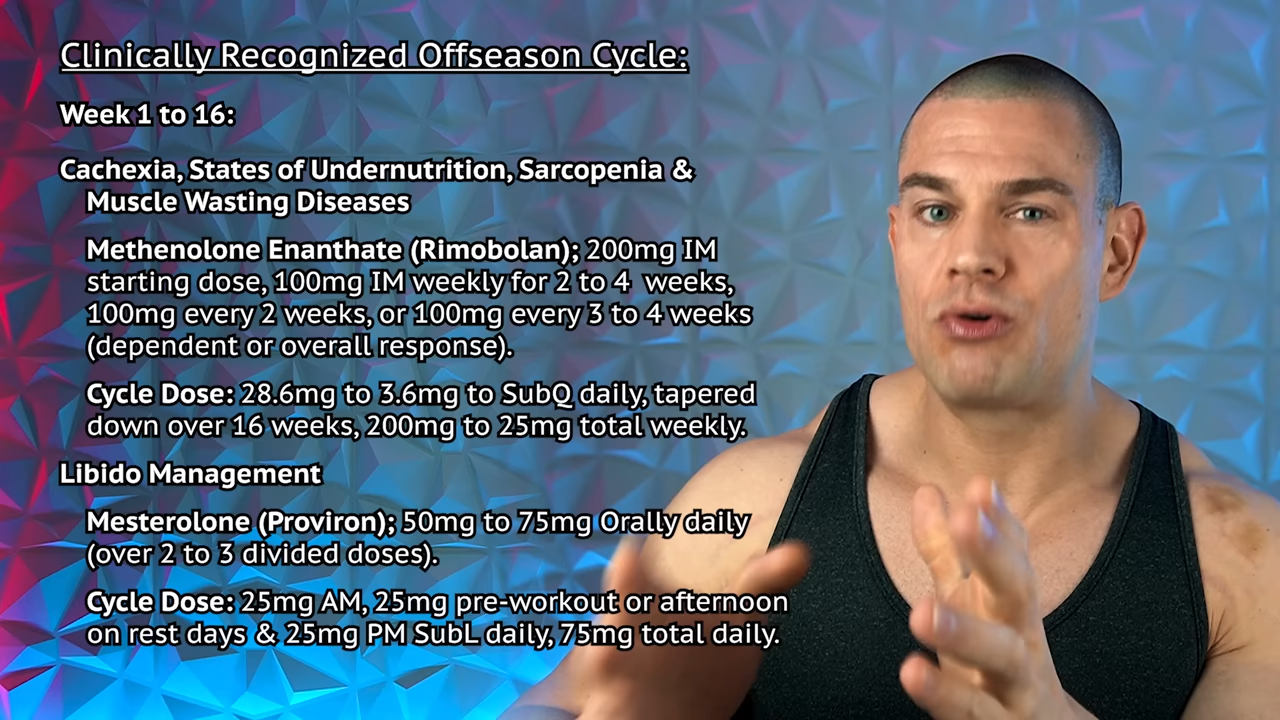 Clinically Recognized Offseason Cycle:
Week 1 to 16:
Cachexia, States of Undernutrition, Sarcopenia &
Muscle Wasting Diseases
Methenolone Enanthate (Rimobolan); 200mg IM
starting dose, 100mg IM weekly for 2 to 4 weeks,
100mg every 2 weeks, or 100mg every 3 to 4 weeks
(dependent or overall response).
Cycle Dose: 28.6mg to 3.6mg to SubQ daily, tapered
down over 16 weeks, 200mg to 25mg total weekly.
Libido Management
Mesterolone (Proviron); 50mg to 75mg Orally daily
(over 2 to 3 divided doses).
Cycle Dose: 25mg AM, 25mg pre-workout or afternoon
on rest days & 25mg PM SubL daily, 75mg total daily.